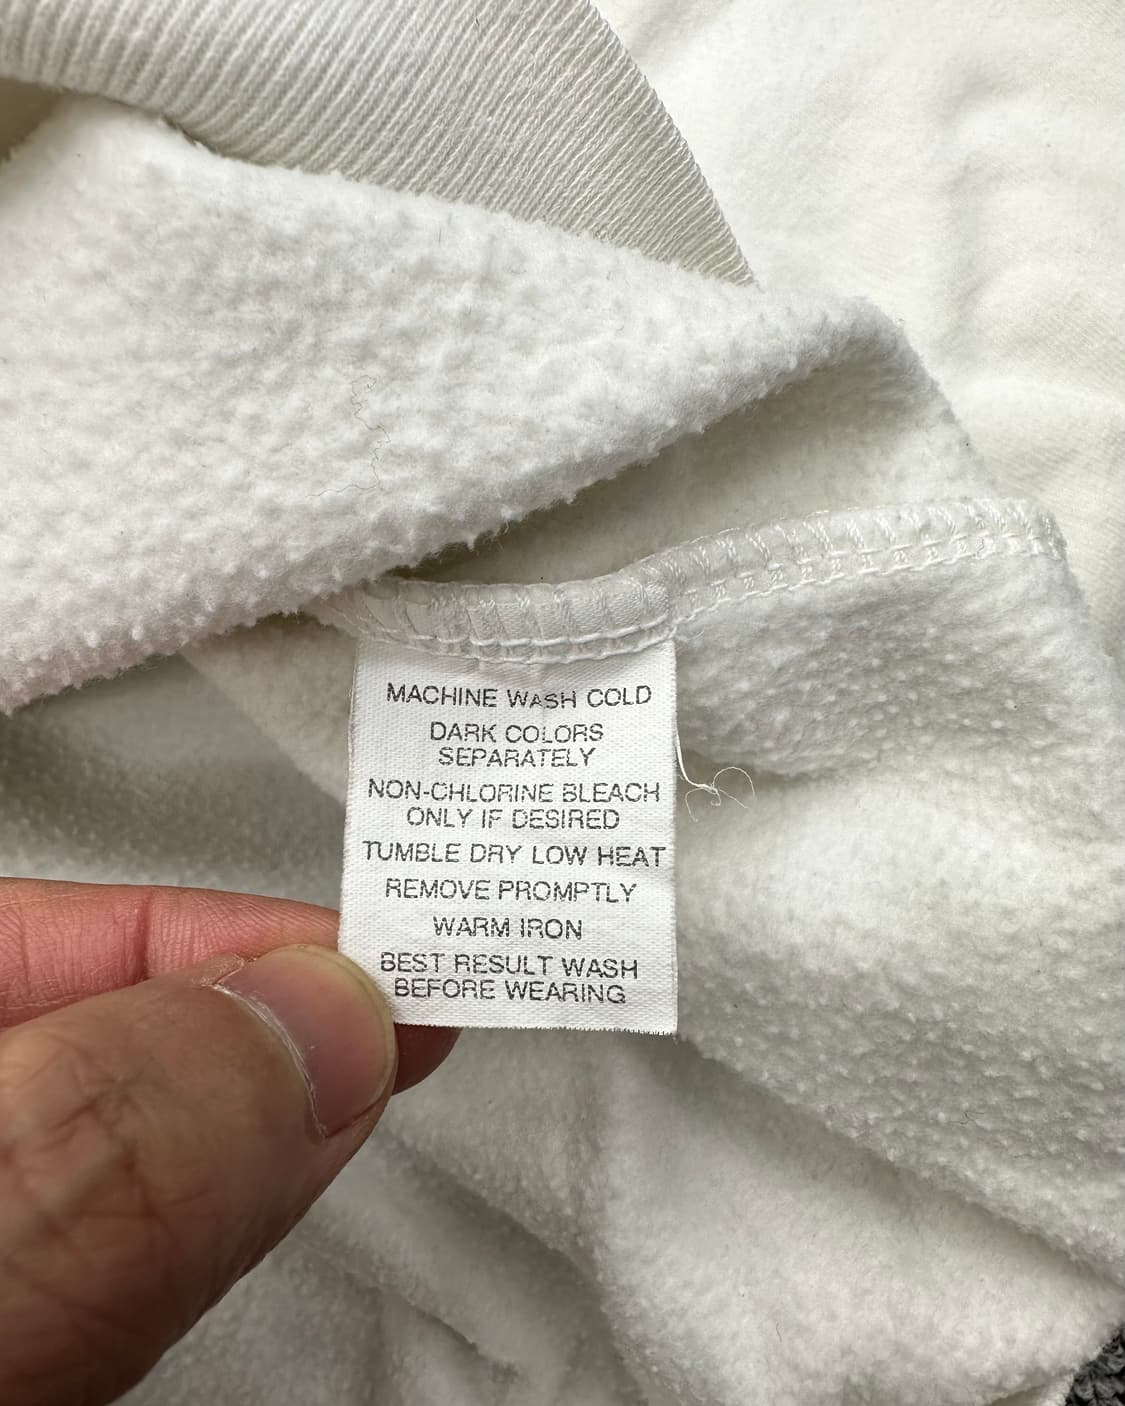 MACHINE WASH COLD
DARK COLORS
SEPARATELY
NON-CHLORINE BLEACH
ONLY IF DESIRED
TUMBLE DRY LOW HEAT
REMOVE PROMPTLY
WARM IRON
BEST RESULT WASH
BEFORE WEARING